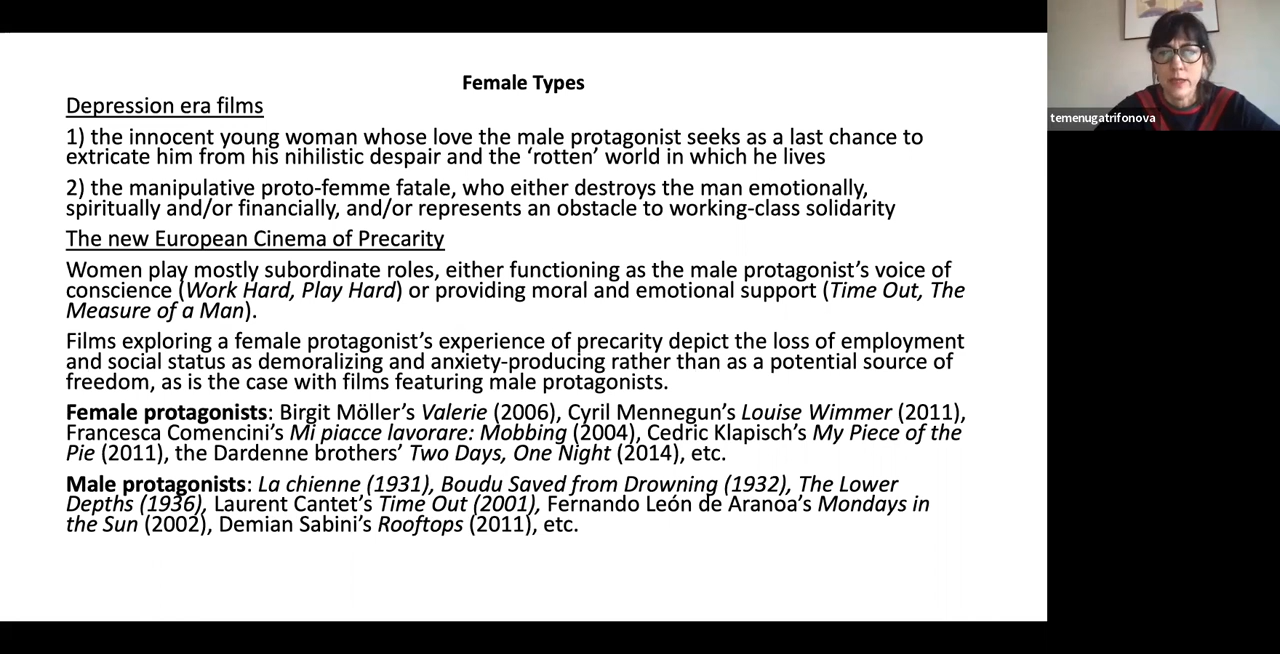 Female Types
Depression era films
1) the innocent young woman whose love the male protagonist seeks as a last chance to
extricate him from his nihilistic despair and the ‘rotten’ world in which he lives
2) the manipulative proto-femme fatale, who either destroys the man emotionally,
spiritually and/or financially, and/or represents an obstacle to working-class solidarity
The new European Cinema of Precarity
Women play mostly subordinate roles, either functioning as the male protagonist’s voice of
conscience (Work Hard, Play Hard) or providing moral and emotional support (Time Out, The
Measure of a Man).
Films exploring a female protagonist’s experience of precarity depict the loss of employment
and social status as demoralizing and anxiety-producing rather than as a potential source of
freedom, as is the case with films featuring male protagonists.
Female protagonists: Birgit Möller’s Valerie (2006), Cyril Mennegun’s Louise Wimmer (2011),
Francesca Comencini’s Mi piacce lavorare: Mobbing (2004), Cedric Klapisch’s My Piece of the
Pie (2011), the Dardenne brothers’ Two Days, One Night (2014), etc.
Male protagonists: La chienne (1931), Boudu Saved from Drowning (1932), The Lower
Depths (1936), Laurent Cantet’s Time Out (2001), Fernando León de Aranoa’s Mondays in
the Sun (2002), Demian Sabini’s Rooftops (2011), etc.
temenugatrifonova